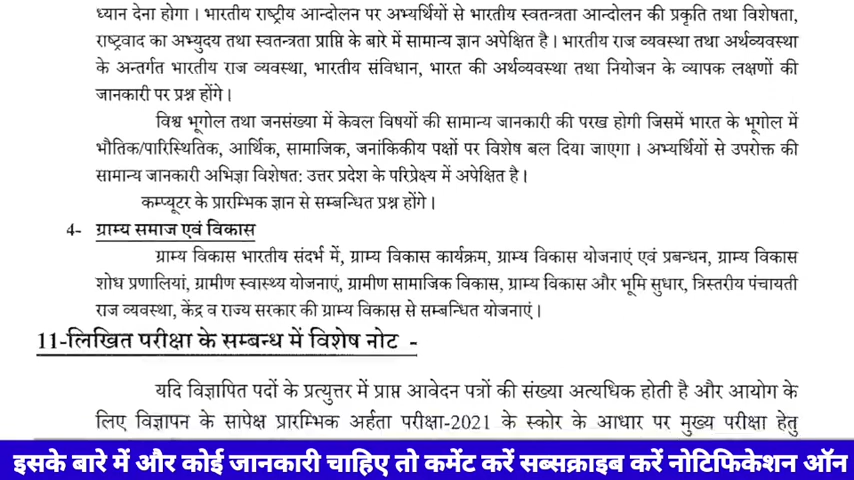 ध्यान देना होगा। भारतीय राष्ट्रीय आन्दोलन पर अभ्यर्थियों से भारतीय स्वतन्त्रता आन्दोलन की प्रकृति तथा विशेषता,
राष्ट्रवाद का अभ्युदय तथा स्वतन्त्रता प्राप्ति के बारे में सामान्य ज्ञान अपेक्षित है। भारतीय राज व्यवस्था तथा अर्थव्यवस्था
के अन्तर्गत भारतीय राज व्यवस्था, भारतीय संविधान, भारत की अर्थव्यवस्था तथा नियोजन के व्यापक लक्षणों की
जानकारी पर प्रश्न होंगे।
विश्व भूगोल तथा जनसंख्या में केवल विषयों की सामान्य जानकारी की परख होगी जिसमें भारत के भूगोल में
भौतिक/पारिस्थितिक, आर्थिक, सामाजिक, जनांकिकीय पक्षों पर विशेष बल दिया जाएगा। अभ्यर्थियों से उपरोक्त की
सामान्य जानकारी अभिज्ञा विशेषत: उत्तर प्रदेश के परिप्रेक्ष्य में अपेक्षित है।
कम्प्यूटर के प्रारम्भिक ज्ञान से सम्बन्धित प्रश्न होंगे।
4- ग्राम्य समाज एवं विकास
ग्राम्य विकास भारतीय संदर्भ में, ग्राम्य विकास कार्यक्रम, ग्राम्य विकास योजनाएं एवं प्रबन्धन, ग्राम्य विकास
शोध प्रणालियां, ग्रामीण स्वास्थ्य योजनाएं, ग्रामीण सामाजिक विकास, ग्राम्य विकास और भूमि सुधार, त्रिस्तरीय पंचायती
राज व्यवस्था, केंद्र व राज्य सरकार की ग्राम्य विकास से सम्बन्धित योजनाएं।
11-लिखित परीक्षा के सम्बन्ध में विशेष नोट -
यदि विज्ञापित पदों के प्रत्युत्तर में प्राप्त आवेदन पत्रों की संख्या अत्यधिक होती है और आयोग के
लिए विज्ञापन के सापेक्ष प्रारम्भिक अर्हता परीक्षा-2021 के स्कोर के आधार पर मुख्य परीक्षा हेतु
इसके बारे में और कोई जानकारी चाहिए तो कमेंट करें सब्सक्राइब करें नोटिफिकेशन ऑन